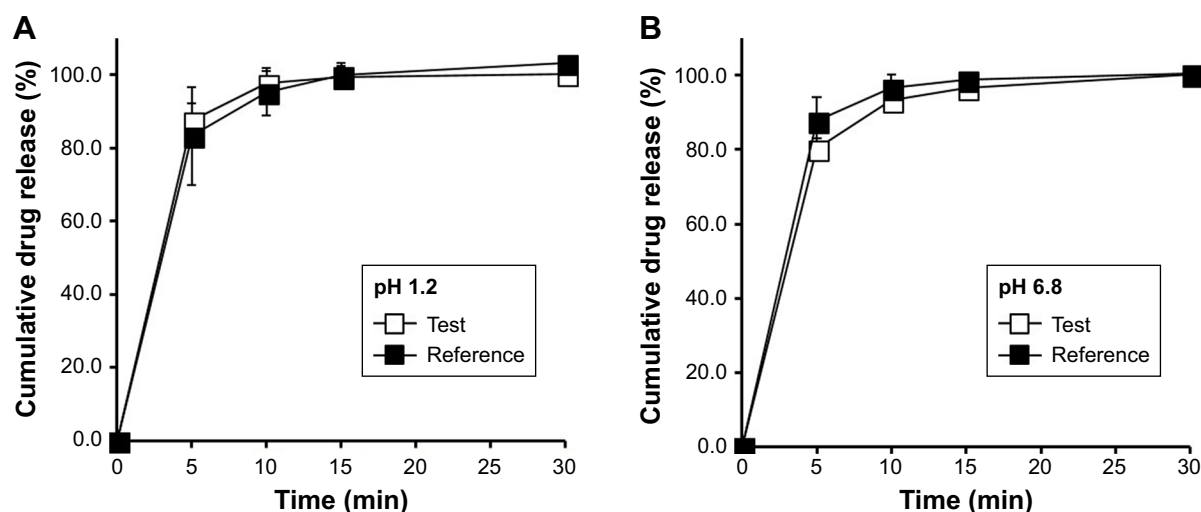 A
Cumulative drug release (%)
100.0
80.0
60.0
40.0
20.0
0.0
0 5 10 15 20 25 30
Time (min)
pH 1.2
Test
Reference
B
Cumulative drug release (%)
100.0
80.0
60.0
40.0
20.0
0.0
0 5 10 15 20 25 30
Time (min)
pH 6.8
Test
Reference